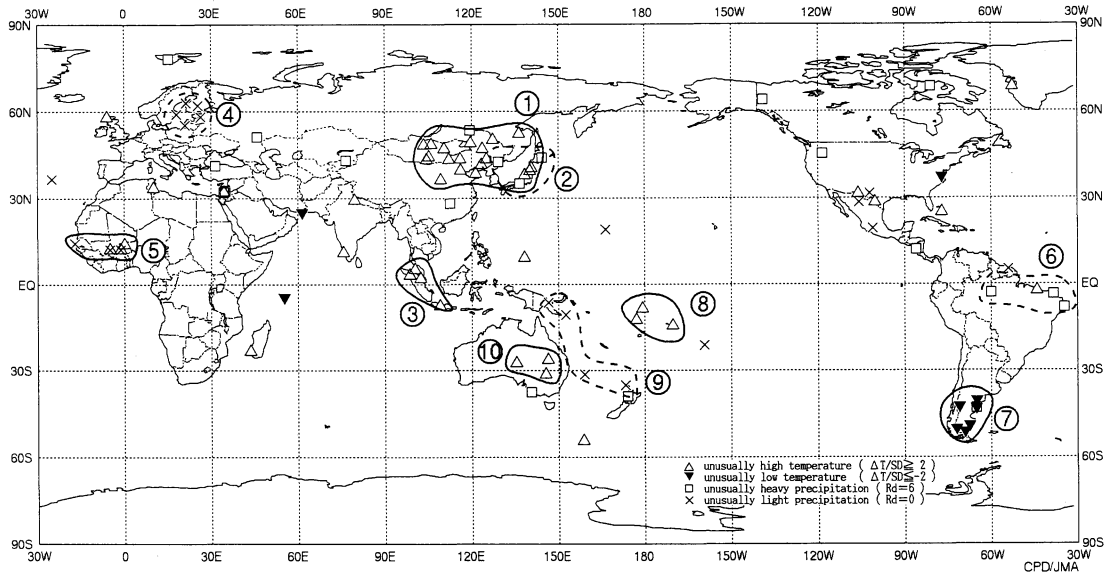 30W 0 30E 60E 90E 120E 150E 180 150W 120W 90W 60W 30W
90N 90N
60N 60N
30N 30N
EQ EQ
30S 30S
60S 60S
90S 90S
① ② ③ ④ ⑤ ⑥ ⑦ ⑧ ⑨ ⑩
△ unusually high temperature ( ΔT/SD≧ 2 )
▼ unusually low temperature ( ΔT/SD≦-2 )
□ unusually heavy precipitation ( Rd=6 )
× unusually light precipitation ( Rd=0 )
30W 0 30E 60E 90E 120E 150E 180 150W 120W 90W 60W 30W
CPD/JMA